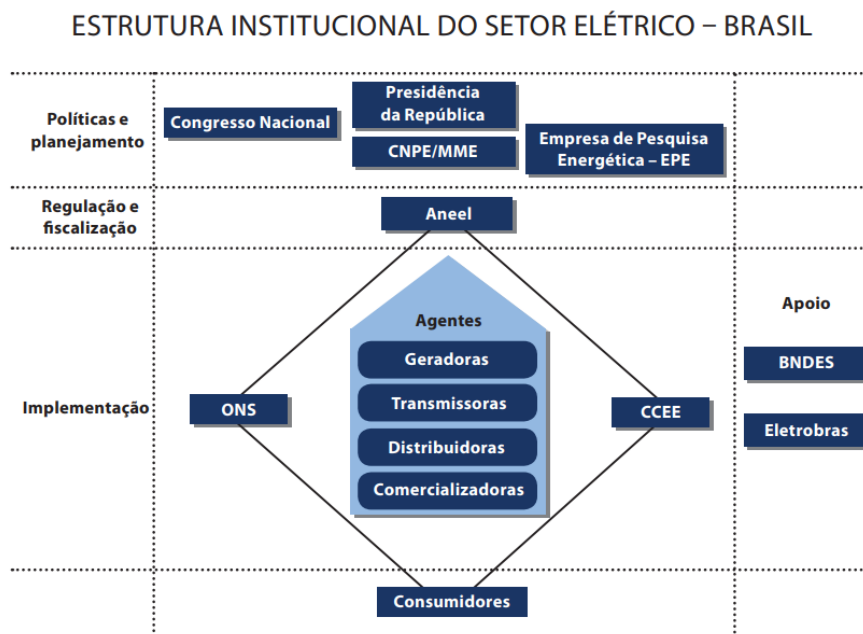 ESTRUTURA INSTITUCIONAL DO SETOR ELÉTRICO – BRASIL
Políticas e
planejamento
Congresso Nacional
Presidência
da República
CNPE/MME
Empresa de Pesquisa
Energética – EPE
Regulação e
fiscalização
Aneel
Implementação
ONS
Agentes
Geradoras
Transmissoras
Distribuidoras
Comercializadoras
CCEE
Apoio
BNDES
Eletrobras
Consumidores